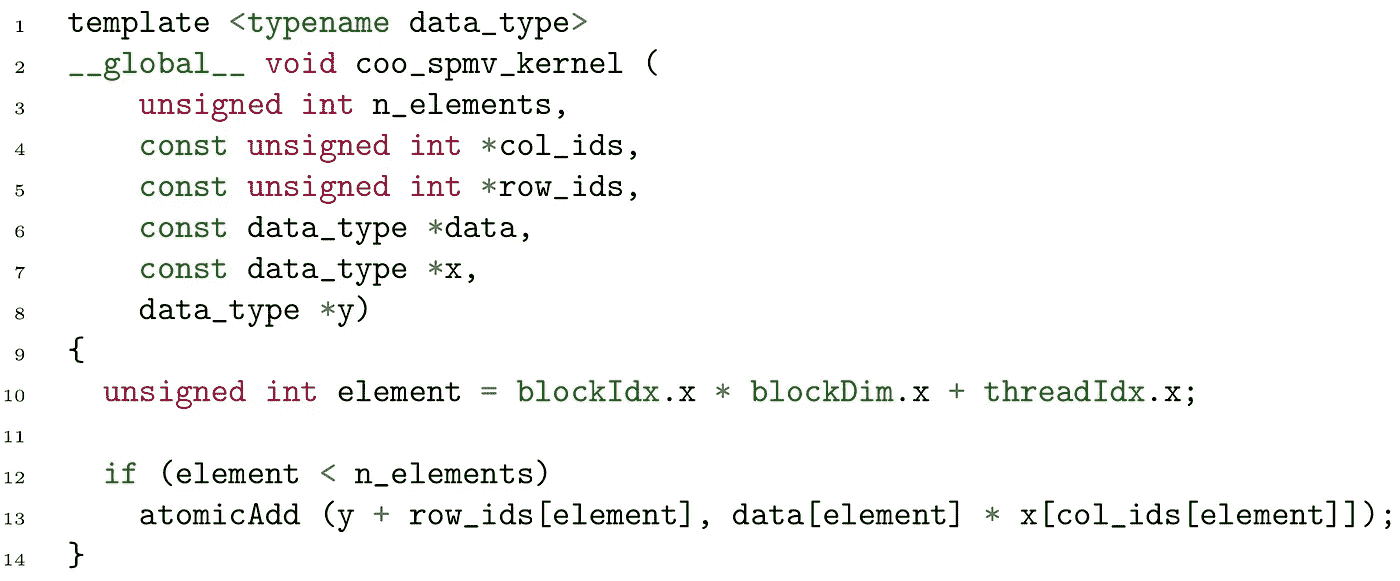 1 template <typename data_type>
2 __global__ void coo_spmv_kernel (
3 unsigned int n_elements,
4 const unsigned int *col_ids,
5 const unsigned int *row_ids,
6 const data_type *data,
7 const data_type *x,
8 data_type *y)
9 {
10 unsigned int element = blockIdx.x * blockDim.x + threadIdx.x;
11
12 if (element < n_elements)
13 atomicAdd (y + row_ids[element], data[element] * x[col_ids[element]]);
14 }